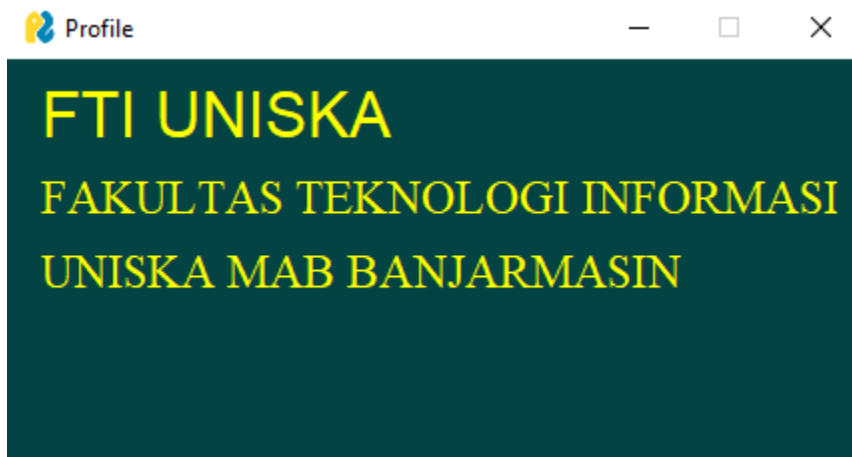 Profile
FTI UNISKA
FAKULTAS TEKNOLOGI INFORMASI
UNISKA MAB BANJARMASIN